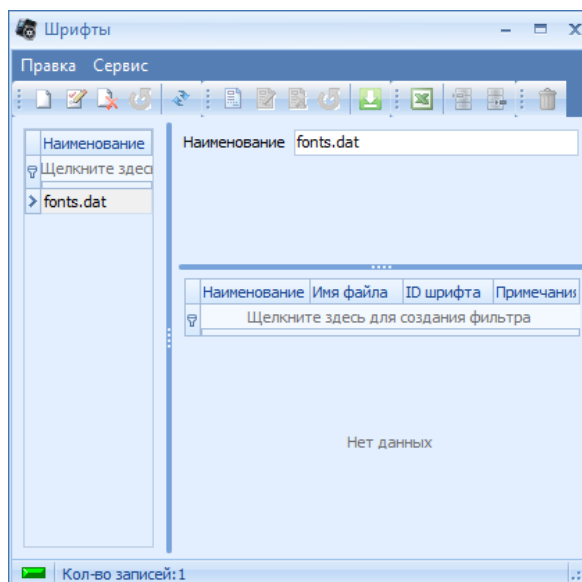 Шрифты
Правка Сервис
Наименование
Щелкните здес
fonts.dat
Наименование fonts.dat
Наименование Имя файла ID шрифта Примечани
Щелкните здесь для создания фильтра
Нет данных
Кол-во записей:1